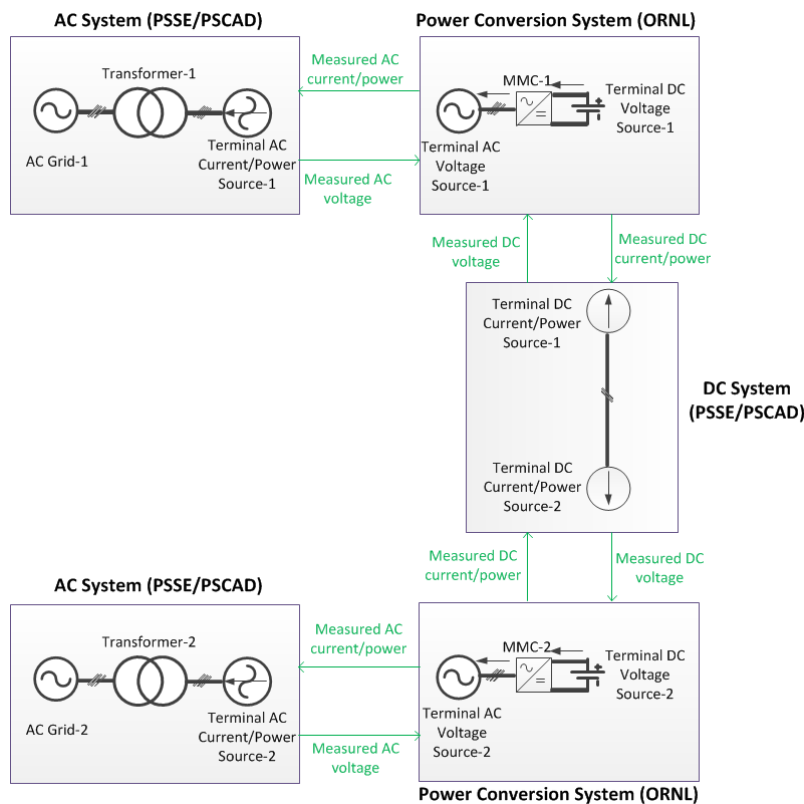 AC System (PSSE/PSCAD)
Power Conversion System (ORNL)
Transformer-1
AC Grid-1
Terminal AC
Current/Power
Source-1
Measured AC
current/power
Measured AC
voltage
MMC-1
Terminal AC
Voltage
Source-1
Terminal DC
Voltage
Source-1
Measured DC
voltage
Measured DC
current/power
Terminal DC
Current/Power
Source-1
DC System
(PSSE/PSCAD)
Terminal DC
Current/Power
Source-2
Measured DC
current/power
Measured DC
voltage
AC System (PSSE/PSCAD)
Transformer-2
AC Grid-2
Terminal AC
Current/Power
Source-2
Measured AC
current/power
Measured AC
voltage
MMC-2
Terminal AC
Voltage
Source-2
Terminal DC
Voltage
Source-2
Power Conversion System (ORNL)